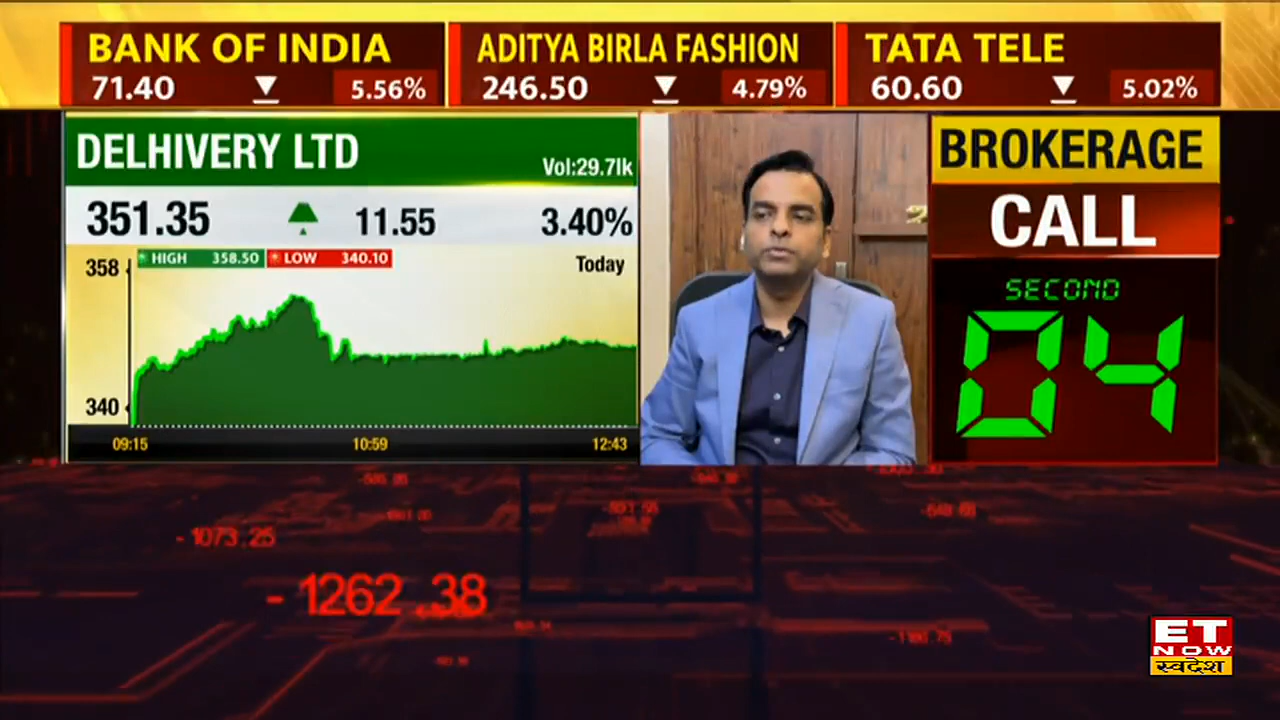 BANK OF INDIA
71.40 ▼ 5.56%
ADITYA BIRLA FASHION
246.50 ▼ 4.79%
TATA TELE
60.60 ▼ 5.02%
DELHIVERY LTD
Vol:29.7lk
351.35 11.55 3.40%
HIGH 358.50 LOW 340.10
Today
358
340
09:15 10:59 12:43
BROKERAGE
CALL
SECOND
04
-1073.25
-1262.38
ET
NOW
स्वदेश